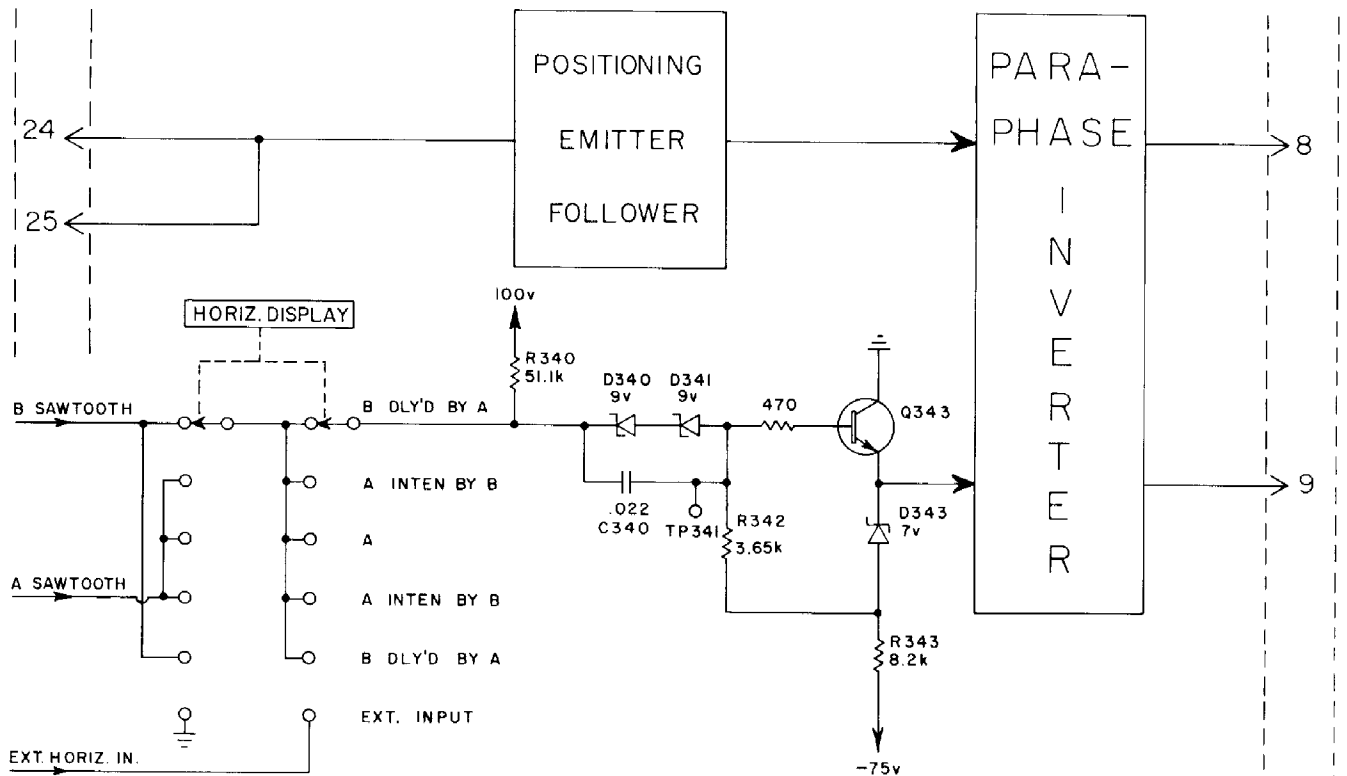 24
25
POSITIONING
EMITTER
FOLLOWER
PARA-
PHASE
INVERTER
8
9
HORIZ. DISPLAY
100v
R340
51.1k
B SAWTOOTH
B DLY'D BY A
D340
9v
D341
9v
470
Q343
A INTEN BY B
.022
C340
TP341
R342
3.65k
D343
7v
A
A SAWTOOTH
A INTEN BY B
R343
8.2k
B DLY'D BY A
EXT. INPUT
EXT. HORIZ. IN.
-75v